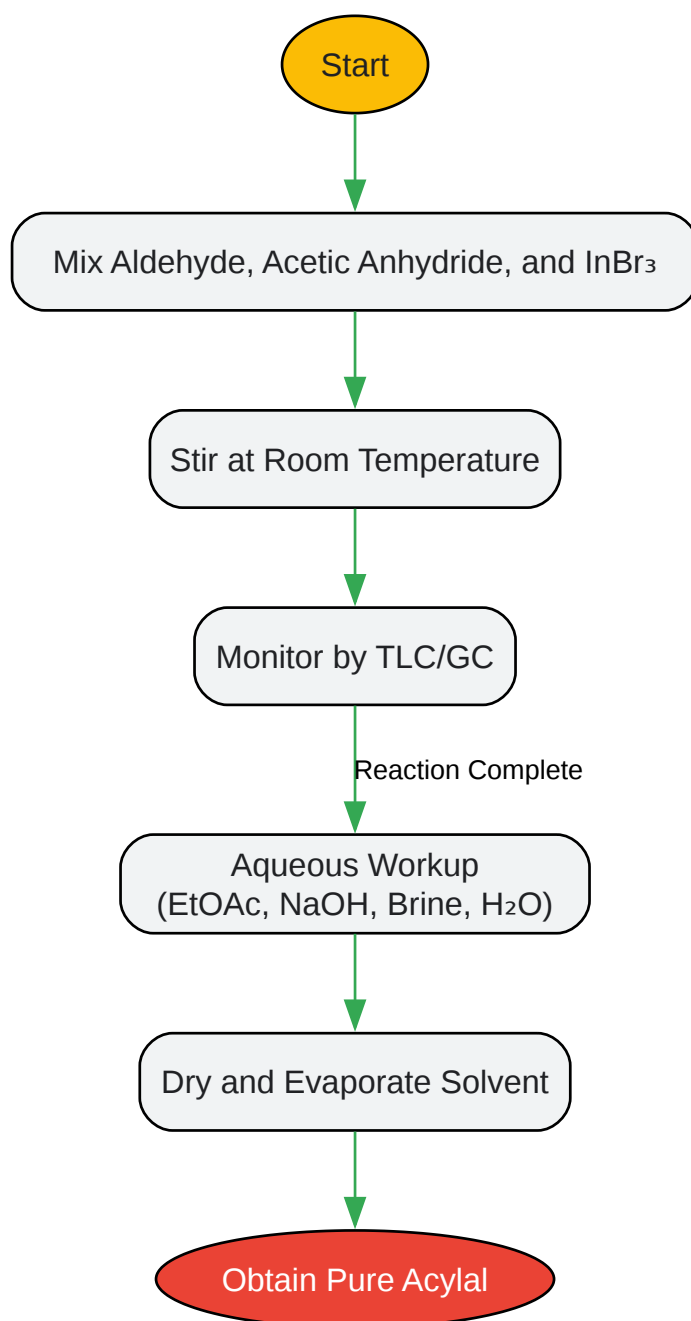 Start
Mix Aldehyde, Acetic Anhydride, and InBr₃
Stir at Room Temperature
Monitor by TLC/GC
Reaction Complete
Aqueous Workup
(EtOAc, NaOH, Brine, H₂O)
Dry and Evaporate Solvent
Obtain Pure Acylal